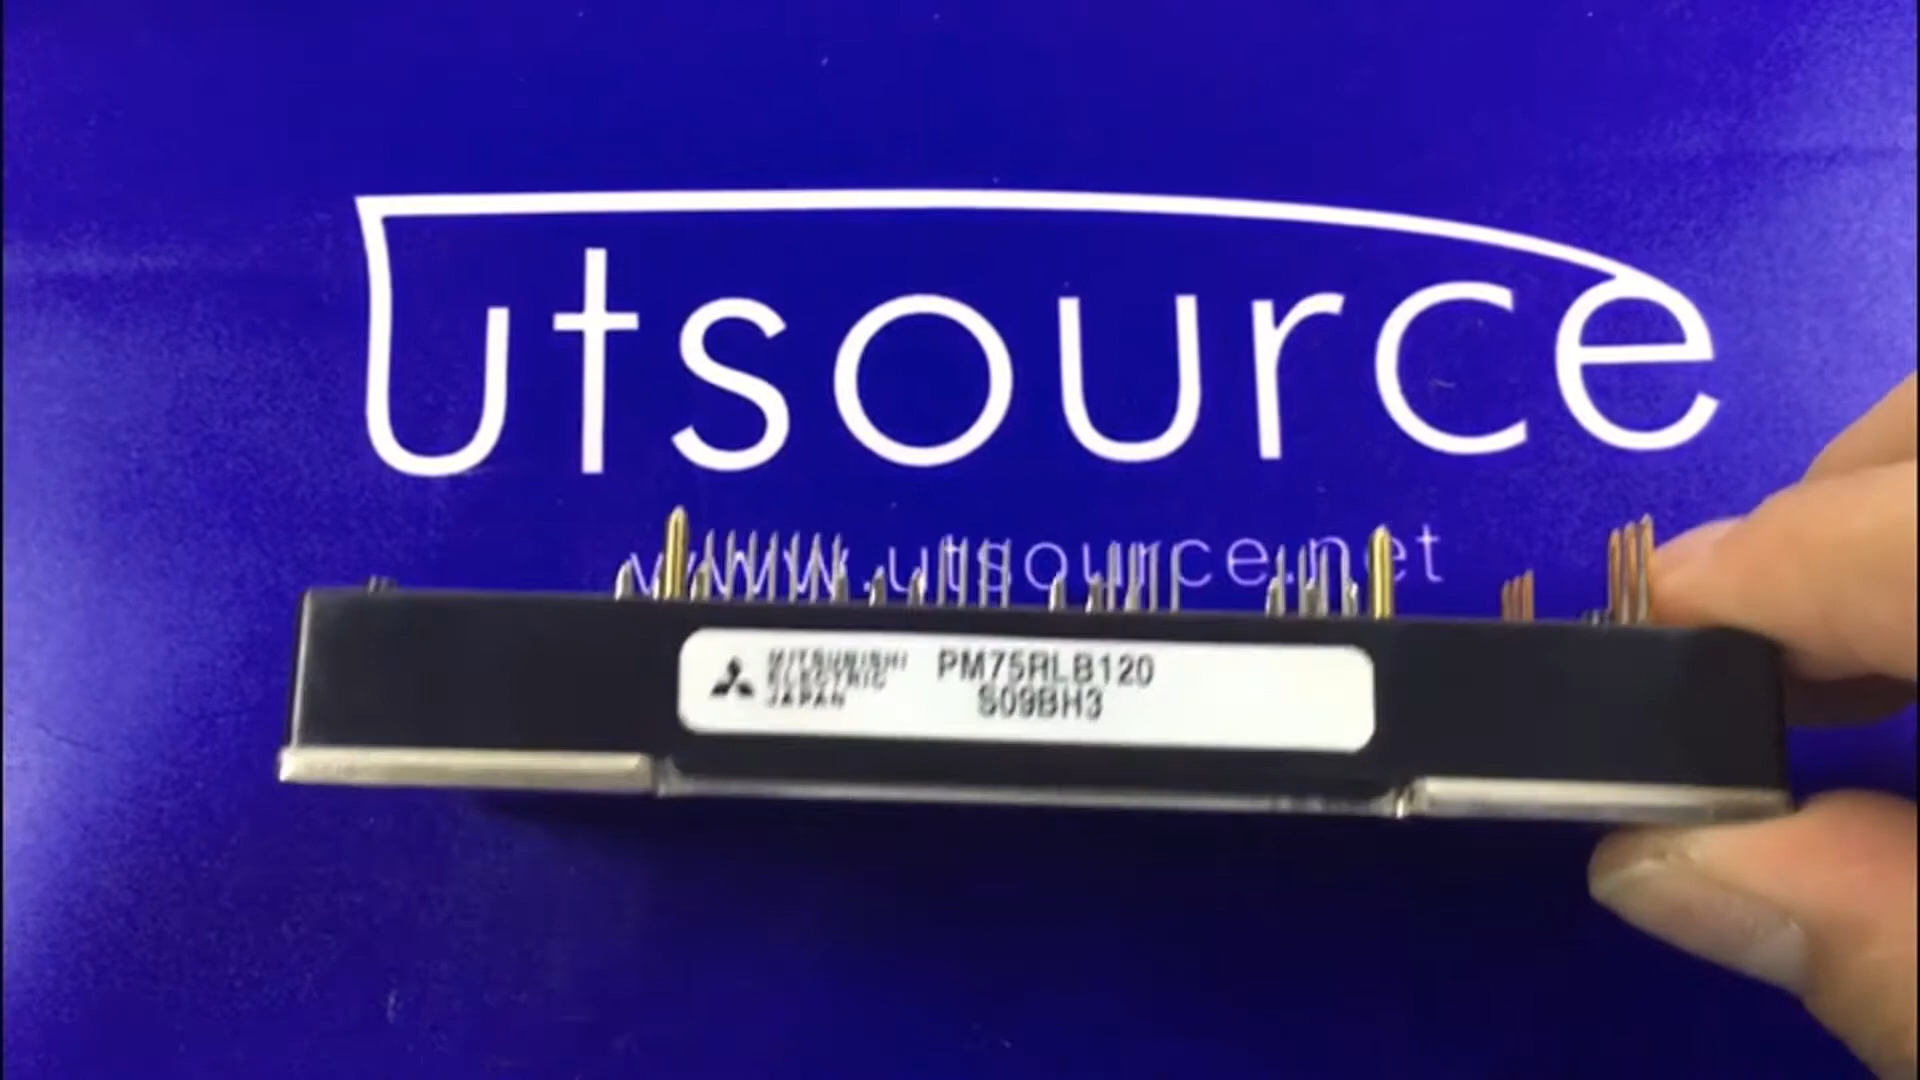 utsource
www.utsource.net
MITSUBISHI
ELECTRIC
JAPAN
PM75RLB120
S09BH3